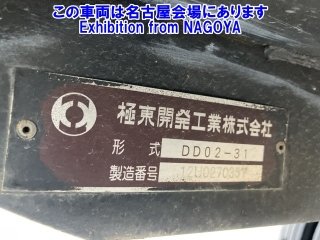 この車両は名古屋会場にあります
Exhibition from NAGOYA
極東開発工業株式会社
形式 DD02-31
製造番号